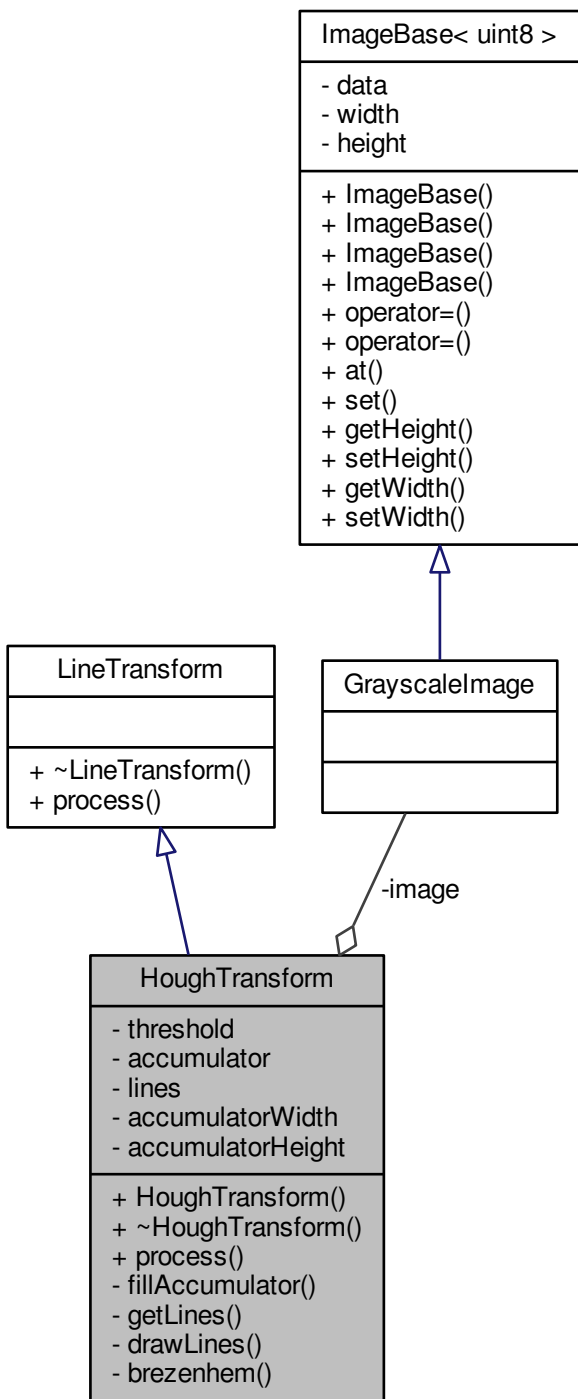 ImageBase< uint8 >
- data
- width
- height
+ ImageBase()
+ ImageBase()
+ ImageBase()
+ ImageBase()
+ operator=()
+ operator=()
+ at()
+ set()
+ getHeight()
+ setHeight()
+ getWidth()
+ setWidth()
LineTransform
+ ~LineTransform()
+ process()
GrayscaleImage
-image
HoughTransform
- threshold
- accumulator
- lines
- accumulatorWidth
- accumulatorHeight
+ HoughTransform()
+ ~HoughTransform()
+ process()
- fillAccumulator()
- getLines()
- drawLines()
- brezenhem()